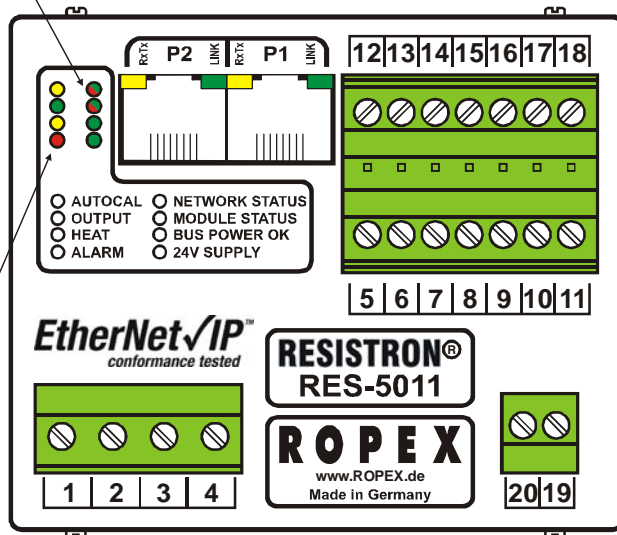 RxTx P2 LINK RxTx P1 LINK
12 13 14 15 16 17 18
AUTOCAL NETWORK STATUS
OUTPUT MODULE STATUS
HEAT BUS POWER OK
ALARM 24V SUPPLY
5 6 7 8 9 10 11
EtherNet/IP™
conformance tested
RESISTRON®
RES-5011
ROPEX
www.ROPEX.de
Made in Germany
1 2 3 4
20 19